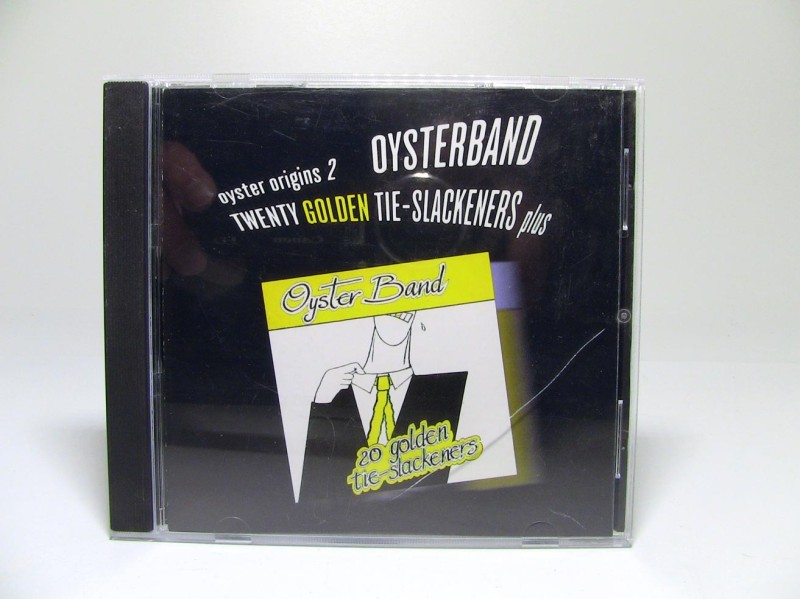 OYSTERBAND
oyster origins 2
TWENTY GOLDEN TIE-SLACKENERS plus
Oyster Band
20 golden
tie-slackeners